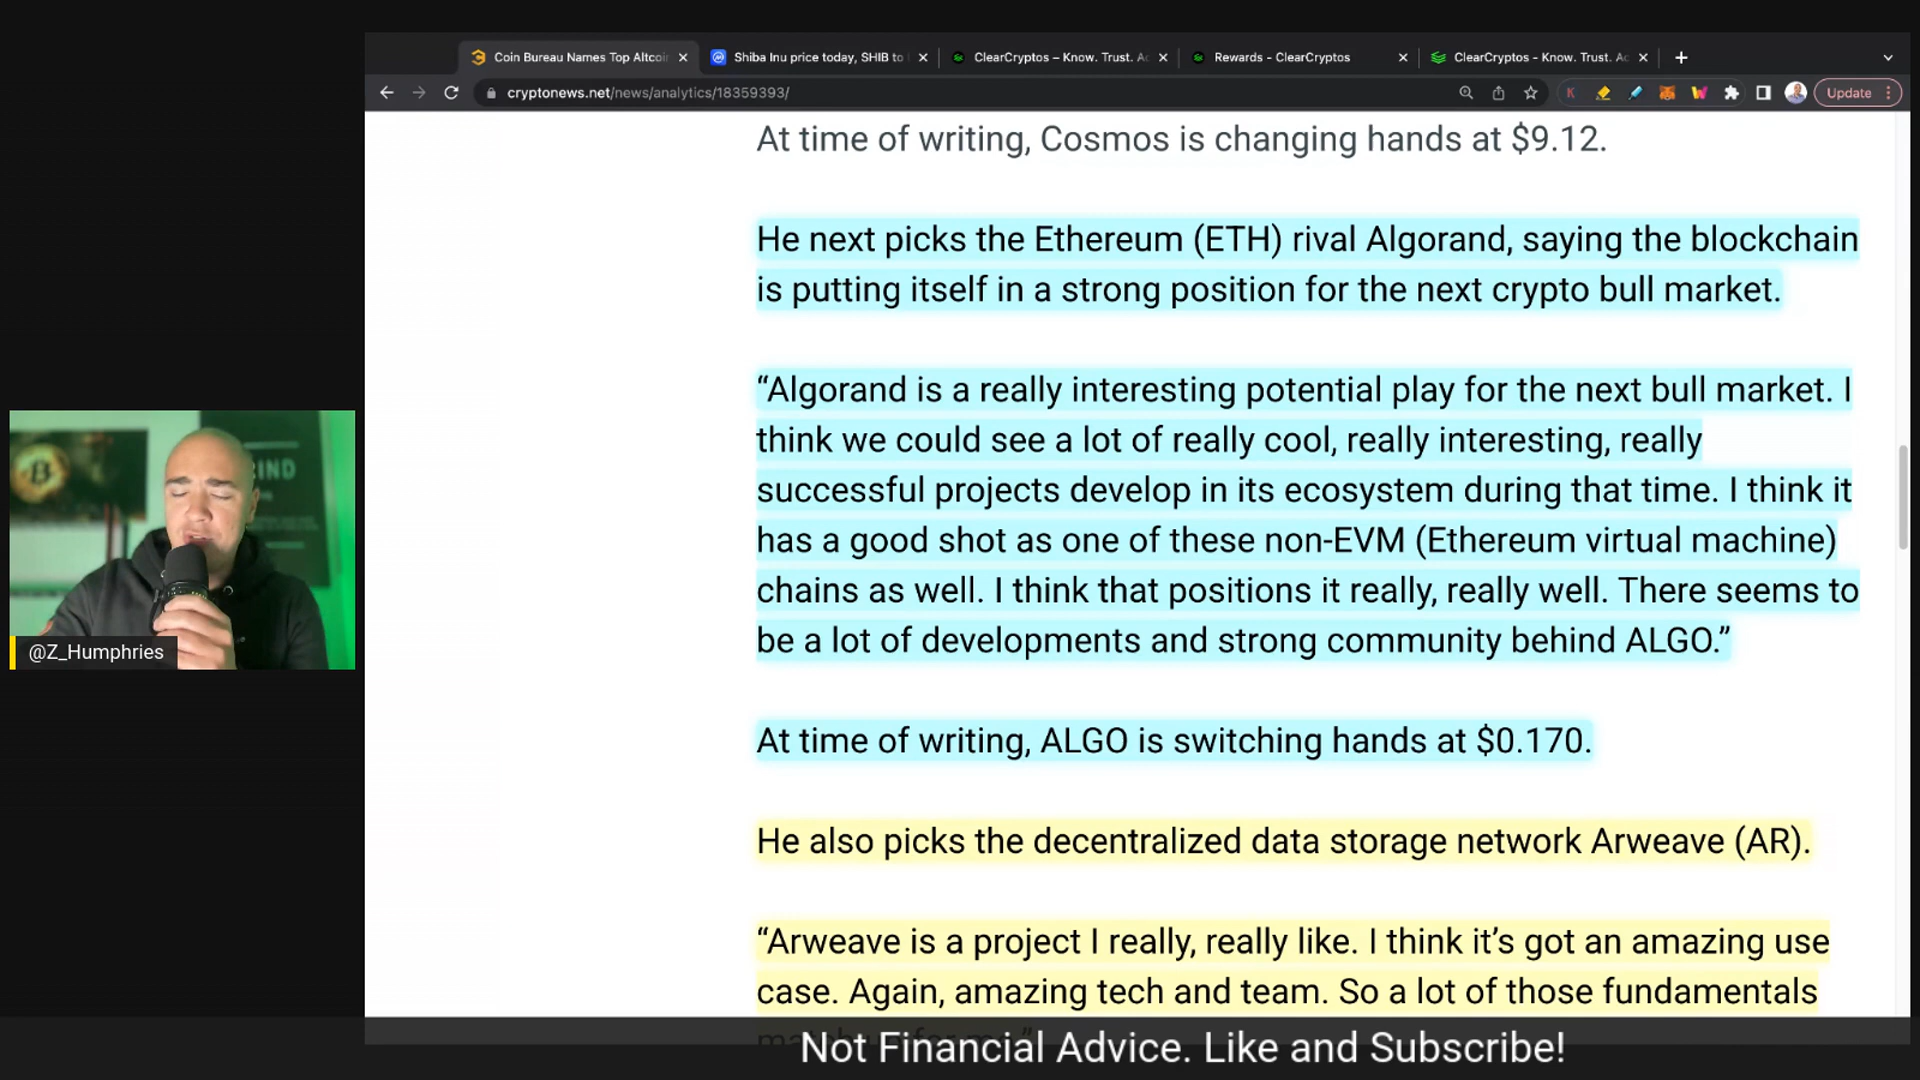 Coin Bureau Names Top Altcoi
Shiba Inu price today, SHIB to
ClearCryptos – Know. Trust. Ac
Rewards - ClearCryptos
ClearCryptos - Know. Trust. Ac
cryptonews.net/news/analytics/18359393/
Update
At time of writing, Cosmos is changing hands at $9.12.
He next picks the Ethereum (ETH) rival Algorand, saying the blockchain
is putting itself in a strong position for the next crypto bull market.
“Algorand is a really interesting potential play for the next bull market. I
think we could see a lot of really cool, really interesting, really
successful projects develop in its ecosystem during that time. I think it
has a good shot as one of these non-EVM (Ethereum virtual machine)
chains as well. I think that positions it really, really well. There seems to
be a lot of developments and strong community behind ALGO.”
At time of writing, ALGO is switching hands at $0.170.
He also picks the decentralized data storage network Arweave (AR).
“Arweave is a project I really, really like. I think it’s got an amazing use
case. Again, amazing tech and team. So a lot of those fundamentals
@Z_Humphries
Not Financial Advice. Like and Subscribe!